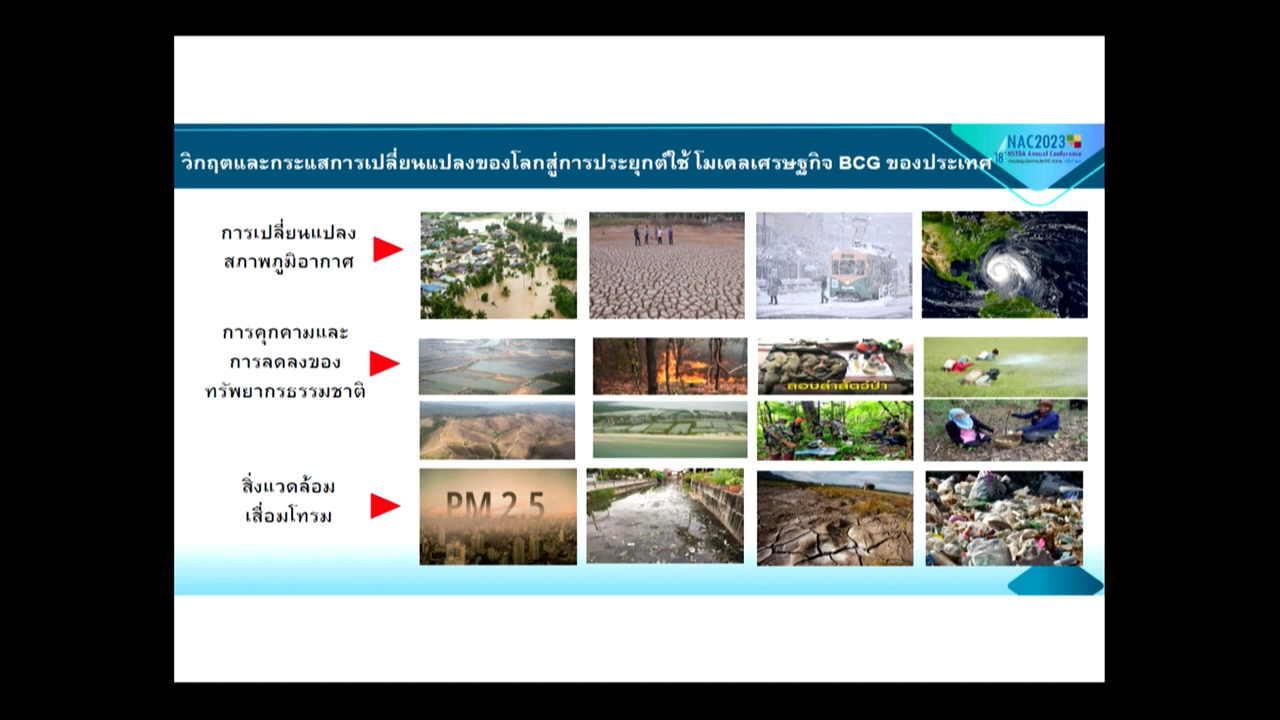 วิกฤตและกระแสการเปลี่ยนแปลงของโลกสู่การประยุกต์ใช้ โมเดลเศรษฐกิจ BCG ของประเทศ
18th
NAC2023
NSTDA Annual Conference
การเปลี่ยนแปลง
สภาพภูมิอากาศ
การคุกคามและ
การลดลงของ
ทรัพยากรธรรมชาติ
ลอบล่าสัตว์ป่า
สิ่งแวดล้อม
เสื่อมโทรม
PM 2.5